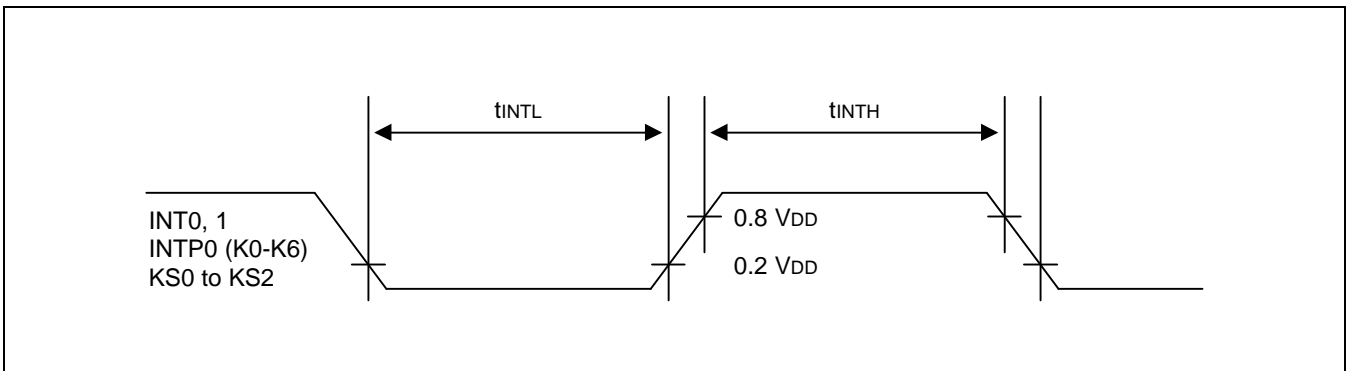 tINTL
tINTH
INT0, 1
INTP0 (K0-K6)
KS0 to KS2
0.8 VDD
0.2 VDD